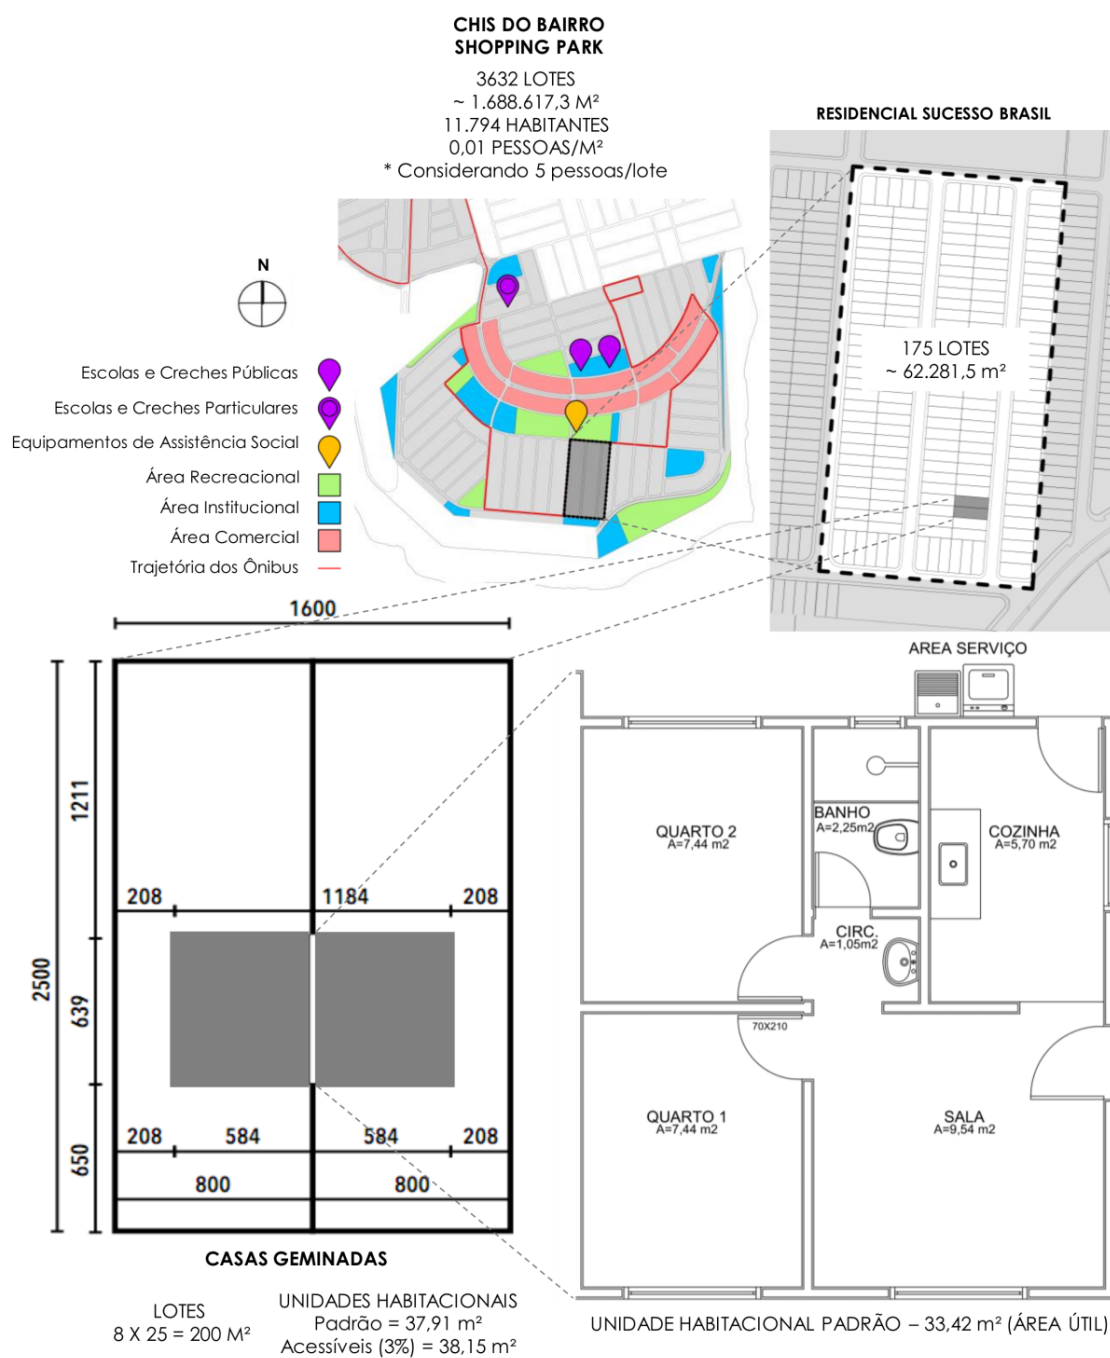 CHIS DO BAIRRO
SHOPPING PARK
3632 LOTES
~ 1.688.617,3 M²
11.794 HABITANTES
0,01 PESSOAS/M²
* Considerando 5 pessoas/lote
RESIDENCIAL SUCESSO BRASIL
175 LOTES
~ 62.281,5 m²
N
Escolas e Creches Públicas
Escolas e Creches Particulares
Equipamentos de Assistência Social
Área Recreacional
Área Institucional
Área Comercial
Trajetória dos Ônibus
1600
2500
1211
639
650
208
1184
208
208
584
584
208
800
800
CASAS GEMINADAS
LOTES
8 X 25 = 200 M²
UNIDADES HABITACIONAIS
Padrão = 37,91 m²
Acessíveis (3%) = 38,15 m²
AREA SERVIÇO
QUARTO 2
A=7,44 m2
BANHO
A=2,25m2
COZINHA
A=5,70 m2
CIRC.
A=1,05m2
70X210
QUARTO 1
A=7,44 m2
SALA
A=9,54 m2
UNIDADE HABITACIONAL PADRÃO – 33,42 m² (ÁREA ÚTIL)